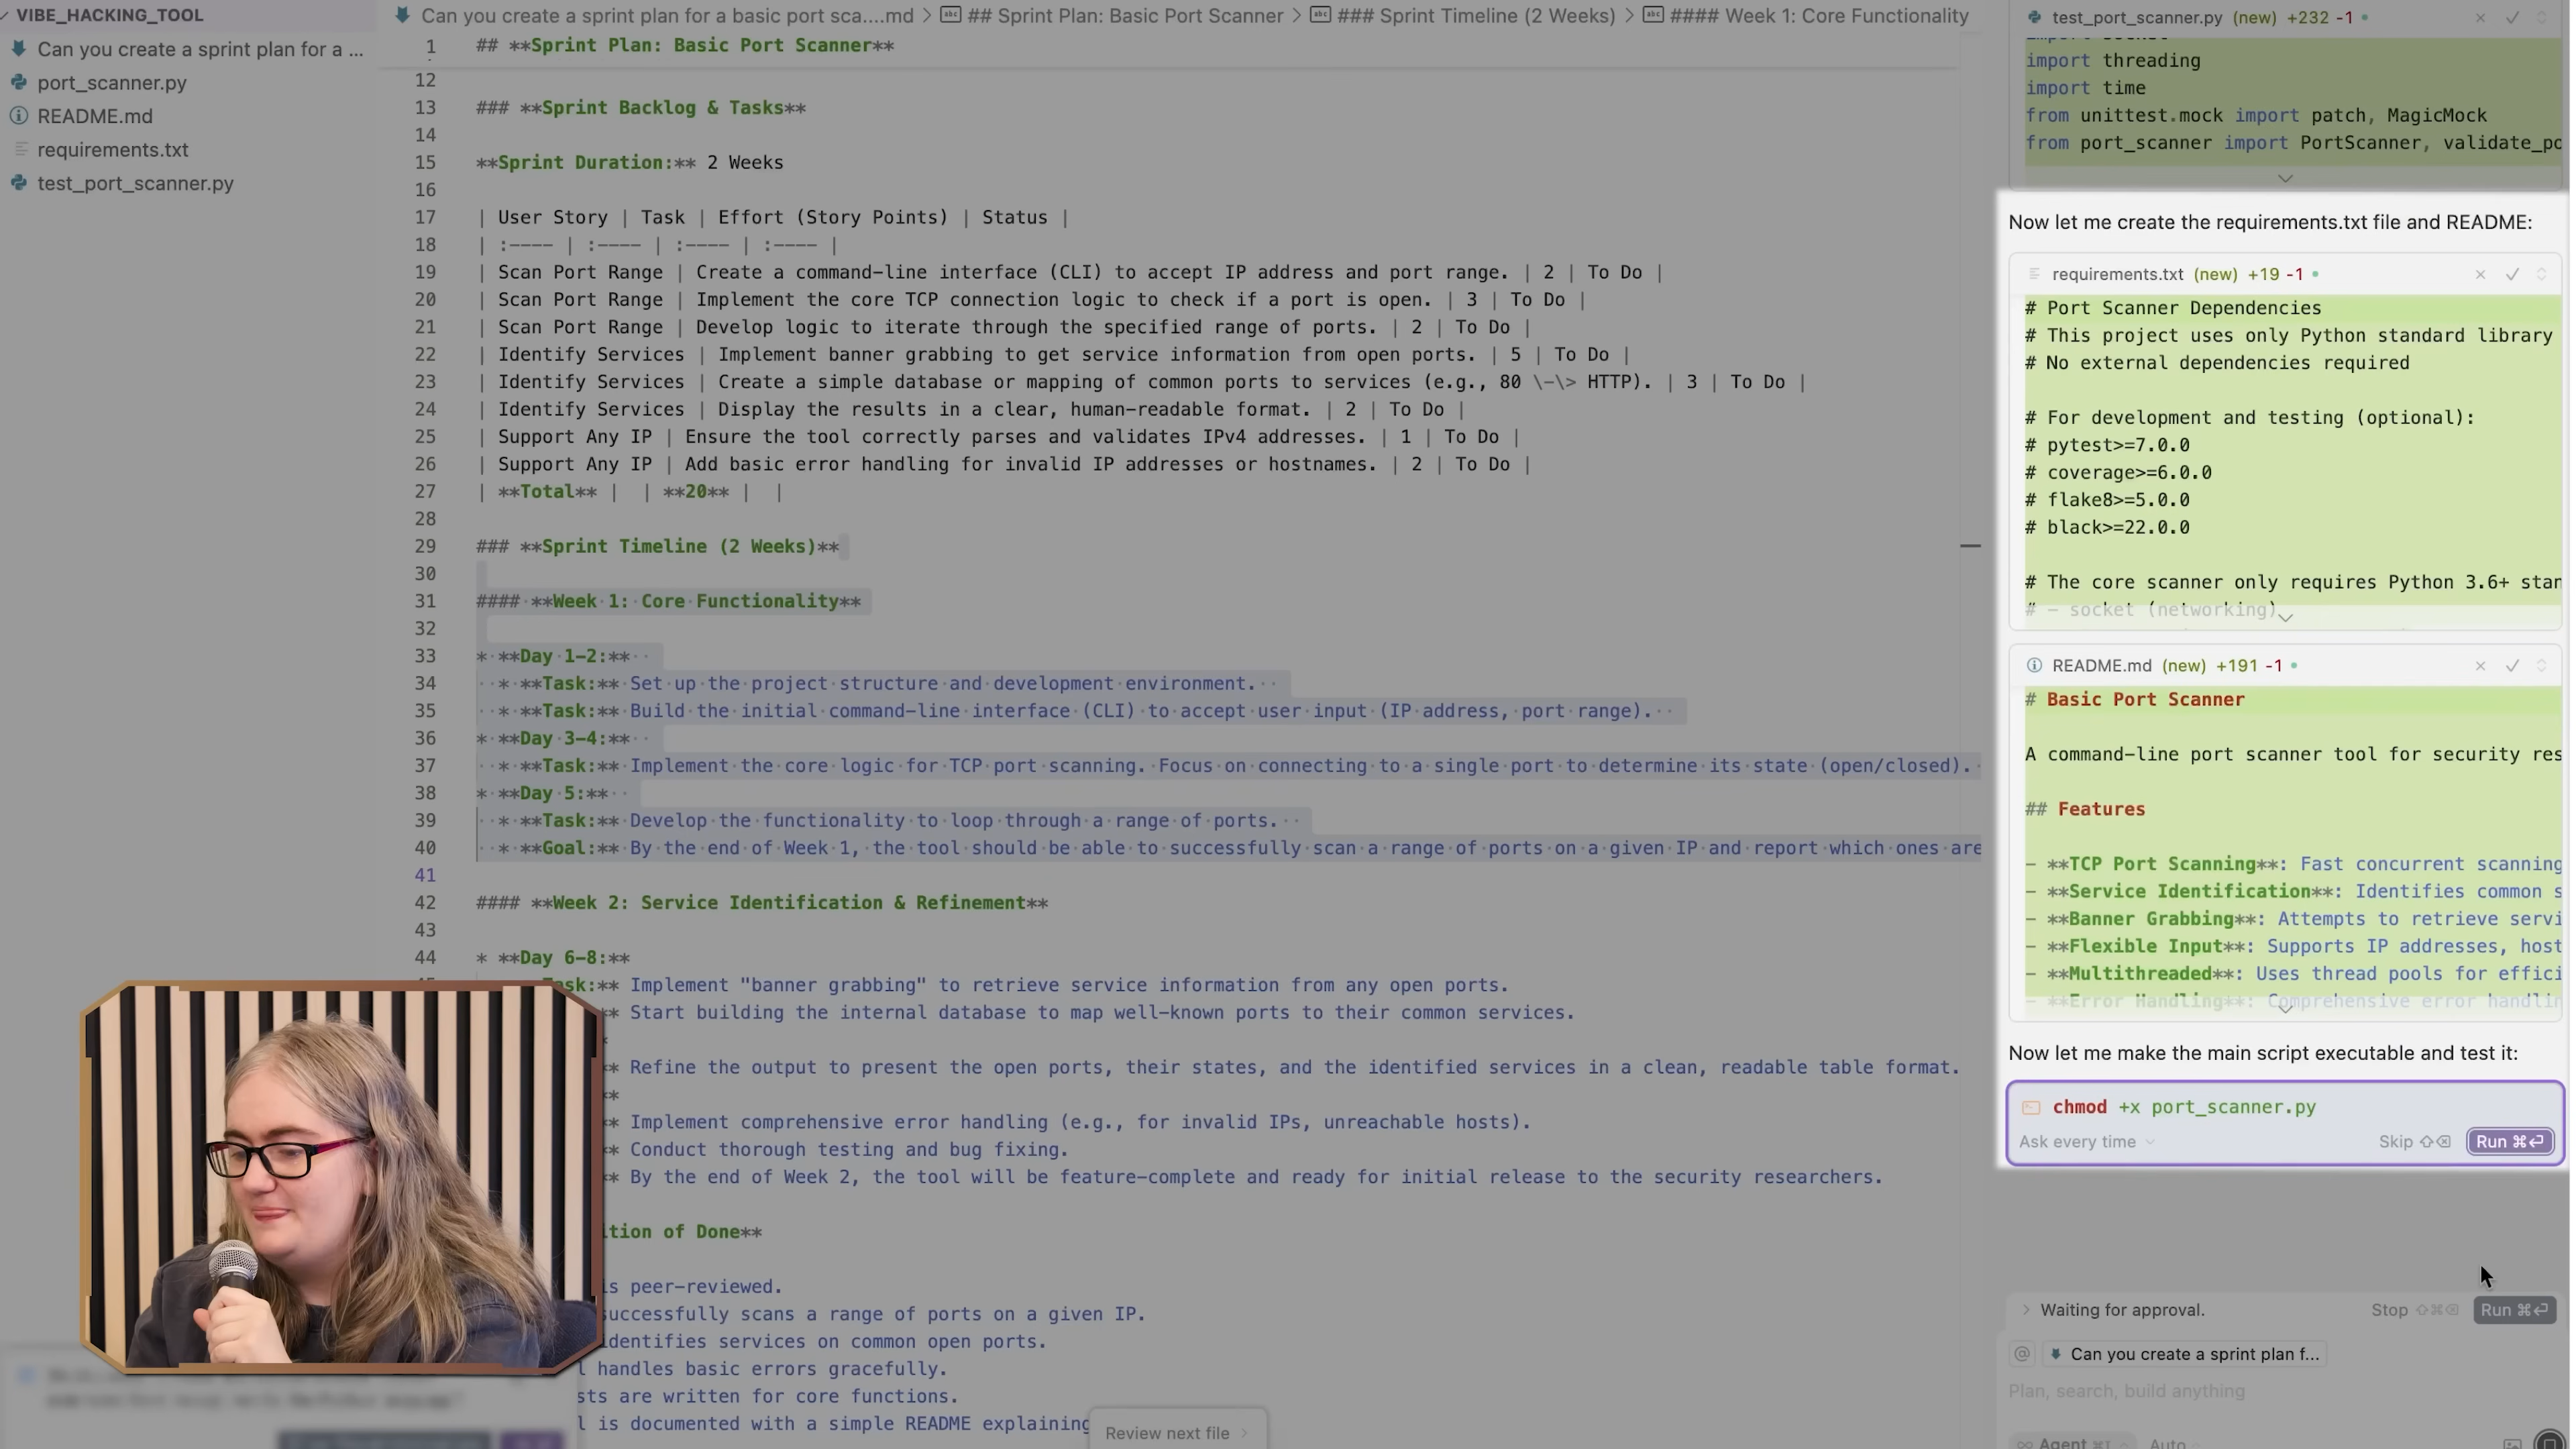 VIBE_HACKING_TOOL
Can you create a sprint plan for a ...
port_scanner.py
README.md
requirements.txt
test_port_scanner.py
Can you create a sprint plan for a basic port sca....md > ## Sprint Plan: Basic Port Scanner > ### Sprint Timeline (2 Weeks) > #### Week 1: Core Functionality
1 ## **Sprint Plan: Basic Port Scanner**
12
13 ### **Sprint Backlog & Tasks**
14
15 **Sprint Duration:** 2 Weeks
16
17 | User Story | Task | Effort (Story Points) | Status |
18 | :---- | :---- | :---- | :---- |
19 | Scan Port Range | Create a command-line interface (CLI) to accept IP address and port range. | 2 | To Do |
20 | Scan Port Range | Implement the core TCP connection logic to check if a port is open. | 3 | To Do |
21 | Scan Port Range | Develop logic to iterate through the specified range of ports. | 2 | To Do |
22 | Identify Services | Implement banner grabbing to get service information from open ports. | 5 | To Do |
23 | Identify Services | Create a simple database or mapping of common ports to services (e.g., 80 \-\> HTTP). | 3 | To Do |
24 | Identify Services | Display the results in a clear, human-readable format. | 2 | To Do |
25 | Support Any IP | Ensure the tool correctly parses and validates IPv4 addresses. | 1 | To Do |
26 | Support Any IP | Add basic error handling for invalid IP addresses or hostnames. | 2 | To Do |
27 | **Total** | | **20** | |
28
29 ### **Sprint Timeline (2 Weeks)**
30
31 #### **Week 1: Core Functionality**
32
33 * **Day 1-2:**
34 * **Task:** Set up the project structure and development environment.
35 * **Task:** Build the initial command-line interface (CLI) to accept user input (IP address, port range).
36 * **Day 3-4:**
37 * **Task:** Implement the core logic for TCP port scanning. Focus on connecting to a single port to determine its state (open/closed).
38 * **Day 5:**
39 * **Task:** Develop the functionality to loop through a range of ports.
40 * **Goal:** By the end of Week 1, the tool should be able to successfully scan a range of ports on a given IP and report which ones are
41
42 #### **Week 2: Service Identification & Refinement**
43
44 * **Day 6-8:**
Task:** Implement "banner grabbing" to retrieve service information from any open ports.
** Start building the internal database to map well-known ports to their common services.
*
** Refine the output to present the open ports, their states, and the identified services in a clean, readable table format.
**
** Implement comprehensive error handling (e.g., for invalid IPs, unreachable hosts).
** Conduct thorough testing and bug fixing.
** By the end of Week 2, the tool will be feature-complete and ready for initial release to the security researchers.
ition of Done**
is peer-reviewed.
successfully scans a range of ports on a given IP.
identifies services on common open ports.
l handles basic errors gracefully.
sts are written for core functions.
l is documented with a simple README explaining
Review next file >
test_port_scanner.py (new) +232 -1
import socket
import threading
import time
from unittest.mock import patch, MagicMock
from port_scanner import PortScanner, validate_po
Now let me create the requirements.txt file and README:
requirements.txt (new) +19 -1
# Port Scanner Dependencies
# This project uses only Python standard library
# No external dependencies required
# For development and testing (optional):
# pytest>=7.0.0
# coverage>=6.0.0
# flake8>=5.0.0
# black>=22.0.0
# The core scanner only requires Python 3.6+ stan
# - socket (networking)
README.md (new) +191 -1
# Basic Port Scanner
A command-line port scanner tool for security res
## Features
- **TCP Port Scanning**: Fast concurrent scanning
- **Service Identification**: Identifies common s
- **Banner Grabbing**: Attempts to retrieve servi
- **Flexible Input**: Supports IP addresses, host
- **Multithreaded**: Uses thread pools for effici
- **Error Handling**: Comprehensive error handlin
Now let me make the main script executable and test it:
chmod +x port_scanner.py
Ask every time Skip ⇧⌫ Run ⌘⏎
Waiting for approval. Stop ⇧⌘⌫ Run ⌘⏎
@ Can you create a sprint plan f...
Plan, search, build anything
Agent Auto